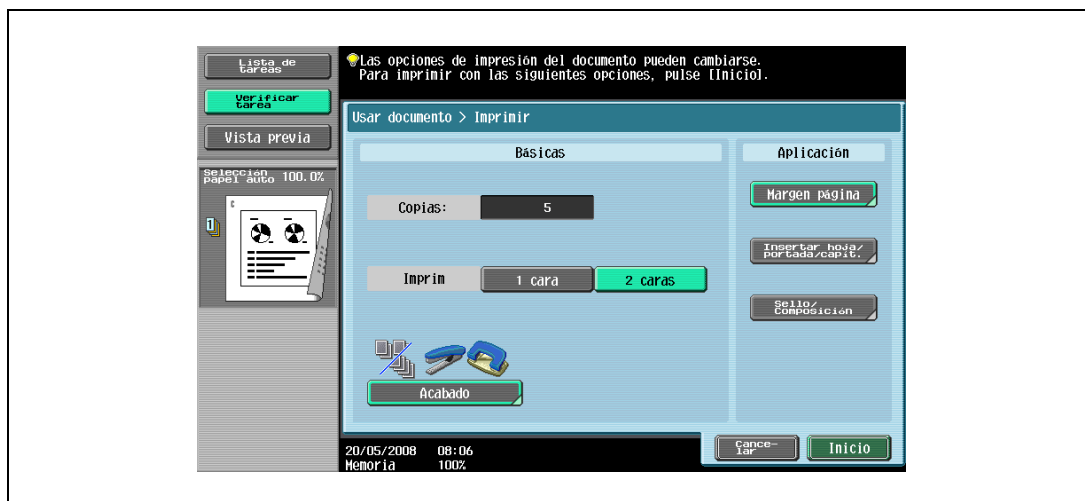 Lista de
tareas
Verificar
tarea
Vista previa
Selección
papel auto 100.0%
1
Las opciones de impresión del documento pueden cambiarse.
Para imprimir con las siguientes opciones, pulse [Inicio].
Usar documento > Imprimir
Básicas
Copias: 5
Imprim 1 cara 2 caras
Acabado
Aplicación
Margen página
Insertar hoja/
portada/capít.
Sello/
Composición
20/05/2008 08:06
Memoria 100%
Cance-
lar
Inicio